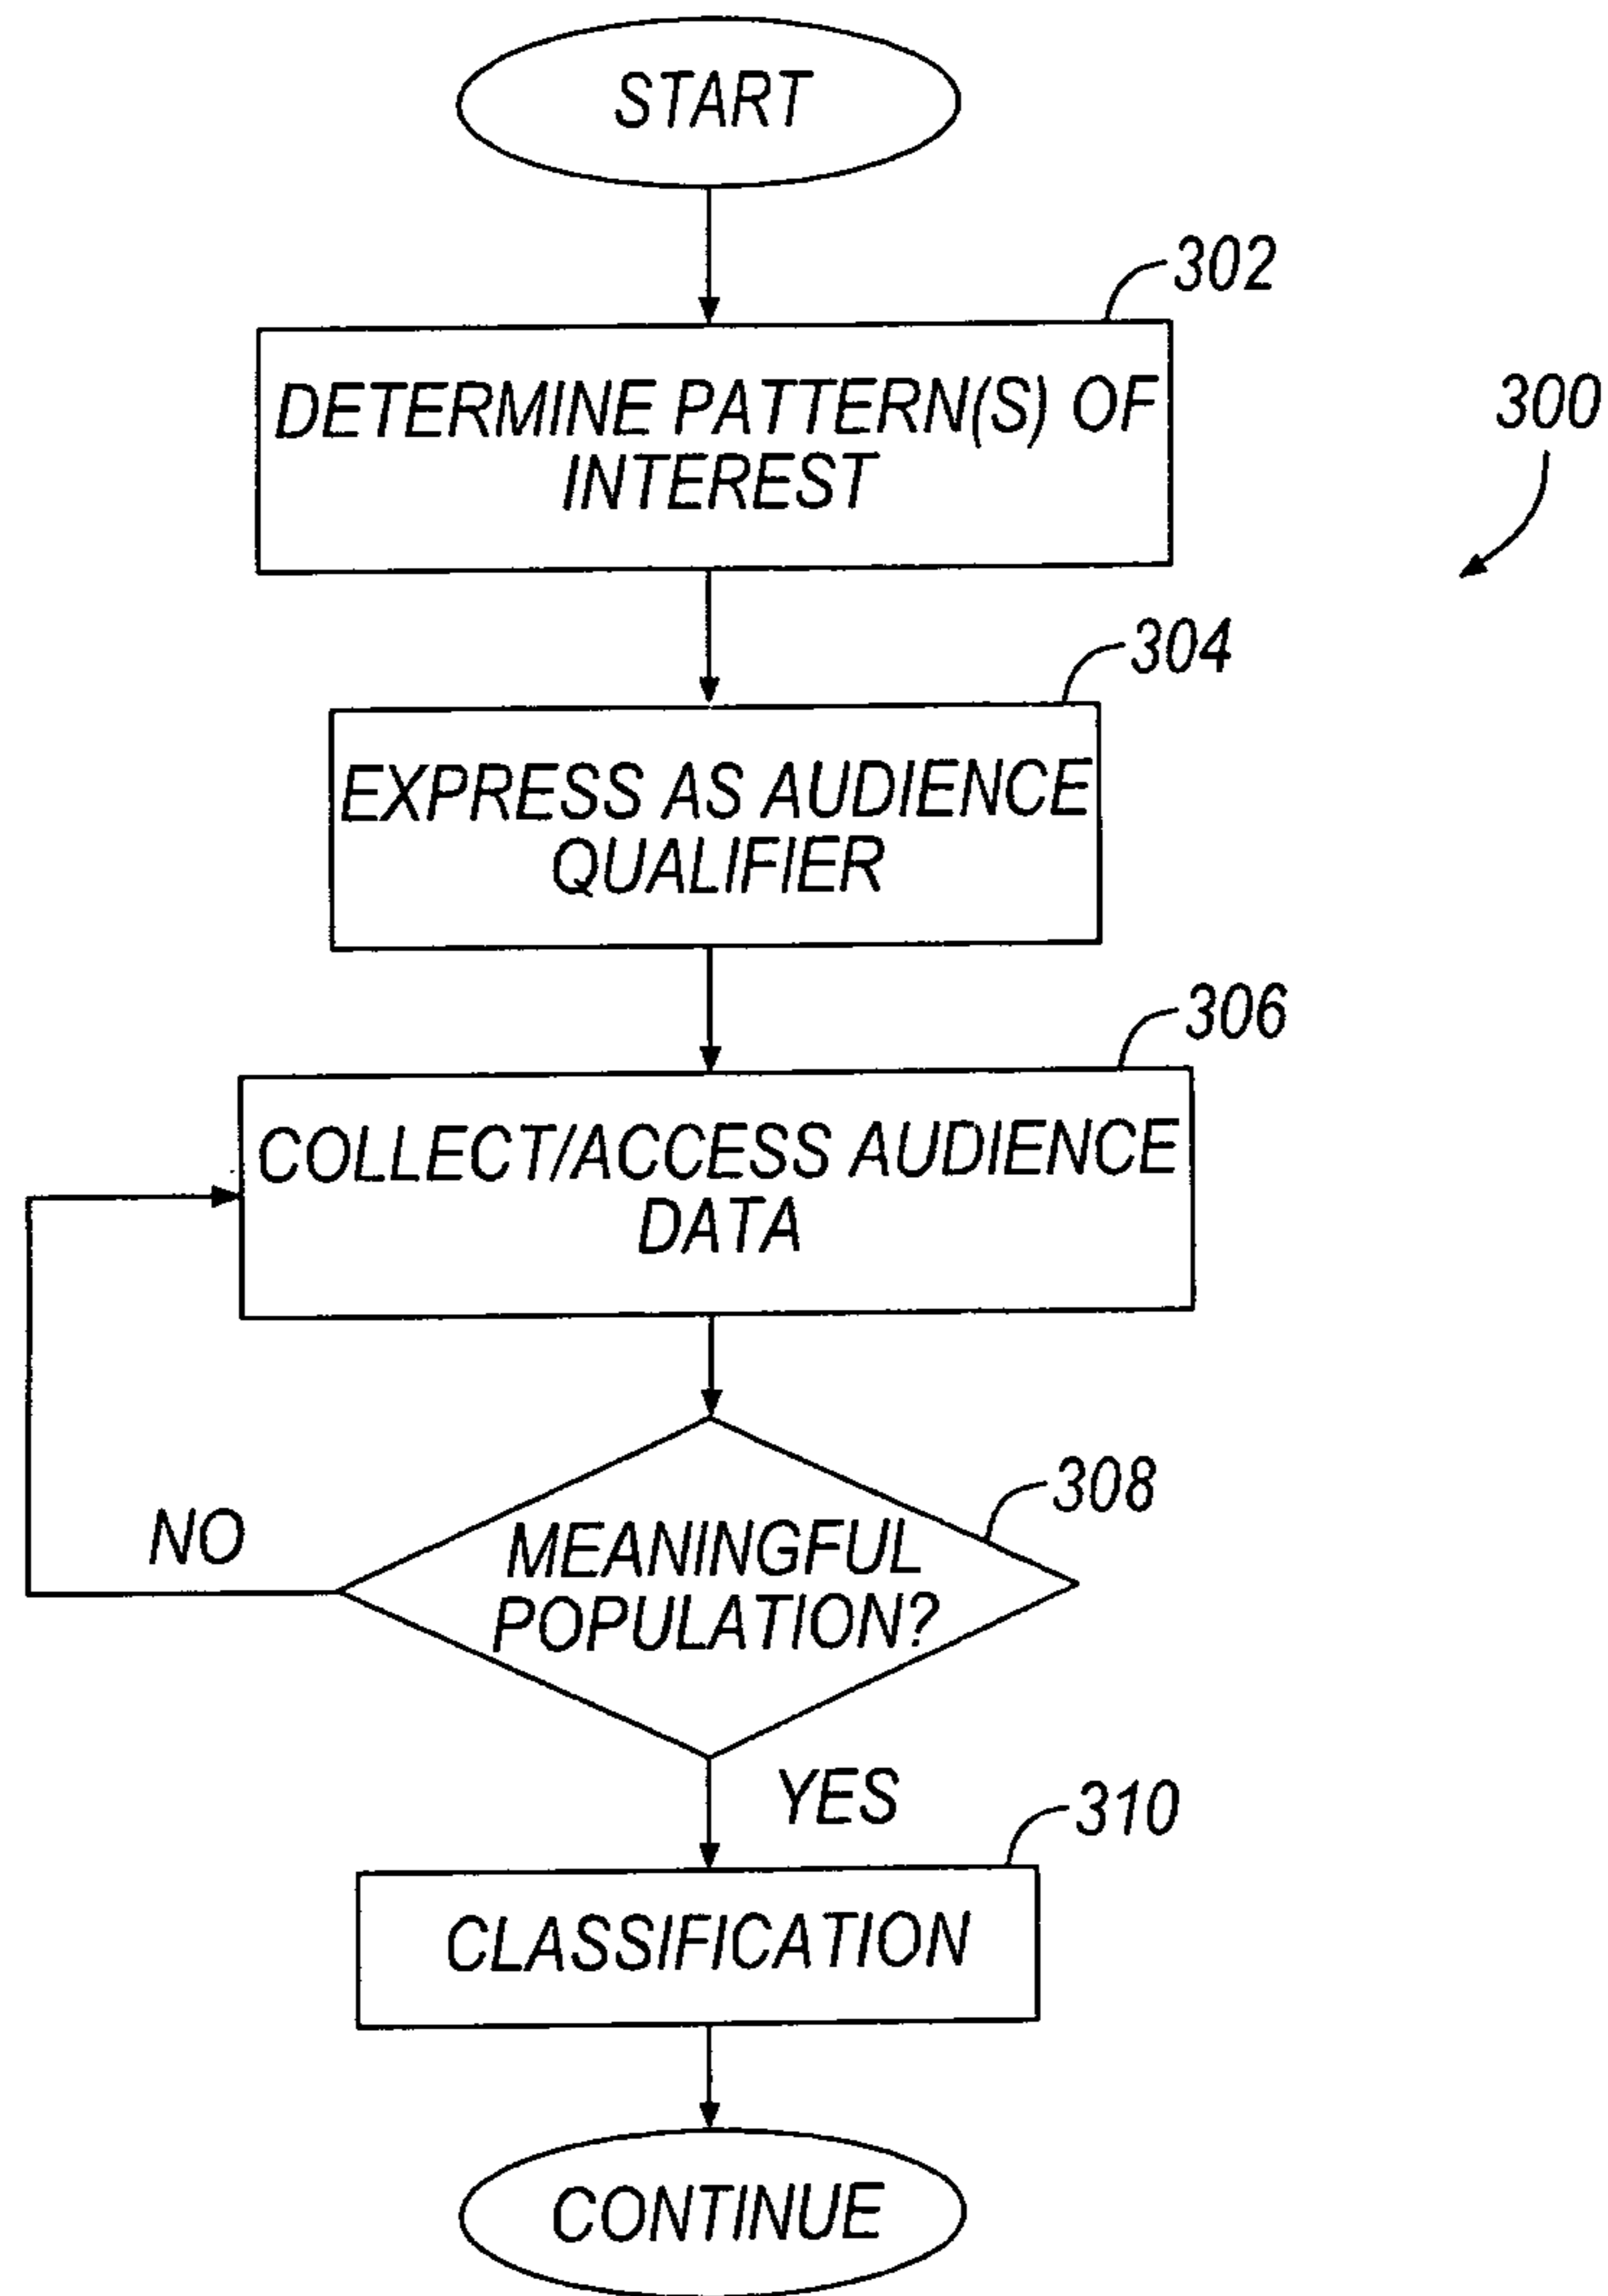 START
302
DETERMINE PATTERN(S) OF
INTEREST
300
304
EXPRESS AS AUDIENCE
QUALIFIER
306
COLLECT/ACCESS AUDIENCE
DATA
308
MEANINGFUL
POPULATION?
NO
YES
310
CLASSIFICATION
CONTINUE